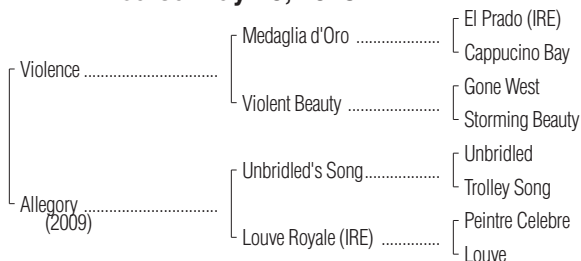 El Prado (IRE)
Medaglia d'Oro ....................
Cappucino Bay
Violence ................................
Gone West
Violent Beauty ......................
Storming Beauty
Unbridled
Unbridled's Song..................
Trolley Song
Allegory ................................
(2009)
Peintre Celebre
Louve Royale (IRE) ..............
Louve